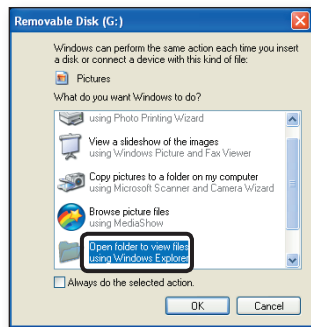 Removable Disk (G:)
Windows can perform the same action each time you insert
a disk or connect a device with this kind of file:
Pictures
What do you want Windows to do?
using Photo Printing Wizard
View a slideshow of the images
using Windows Picture and Fax Viewer
Copy pictures to a folder on my computer
using Microsoft Scanner and Camera Wizard
Browse picture files
using MediaShow
Open folder to view files
using Windows Explorer
Always do the selected action.
OK
Cancel